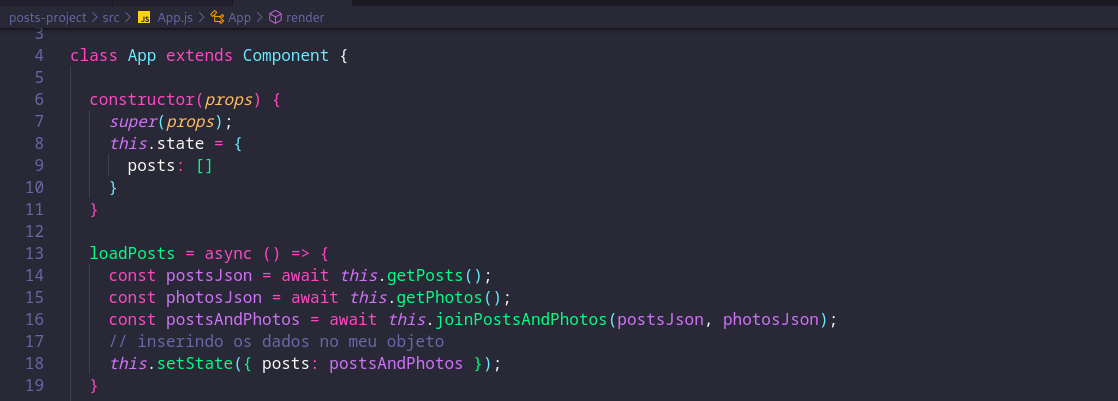 posts-project > src > JS App.js > App > render
3
4 class App extends Component {
5
6 constructor(props) {
7 super(props);
8 this.state = {
9 posts: []
10 }
11 }
12
13 loadPosts = async () => {
14 const postsJson = await this.getPosts();
15 const photosJson = await this.getPhotos();
16 const postsAndPhotos = await this.joinPostsAndPhotos(postsJson, photosJson);
17 // inserindo os dados no meu objeto
18 this.setState({ posts: postsAndPhotos });
19 }